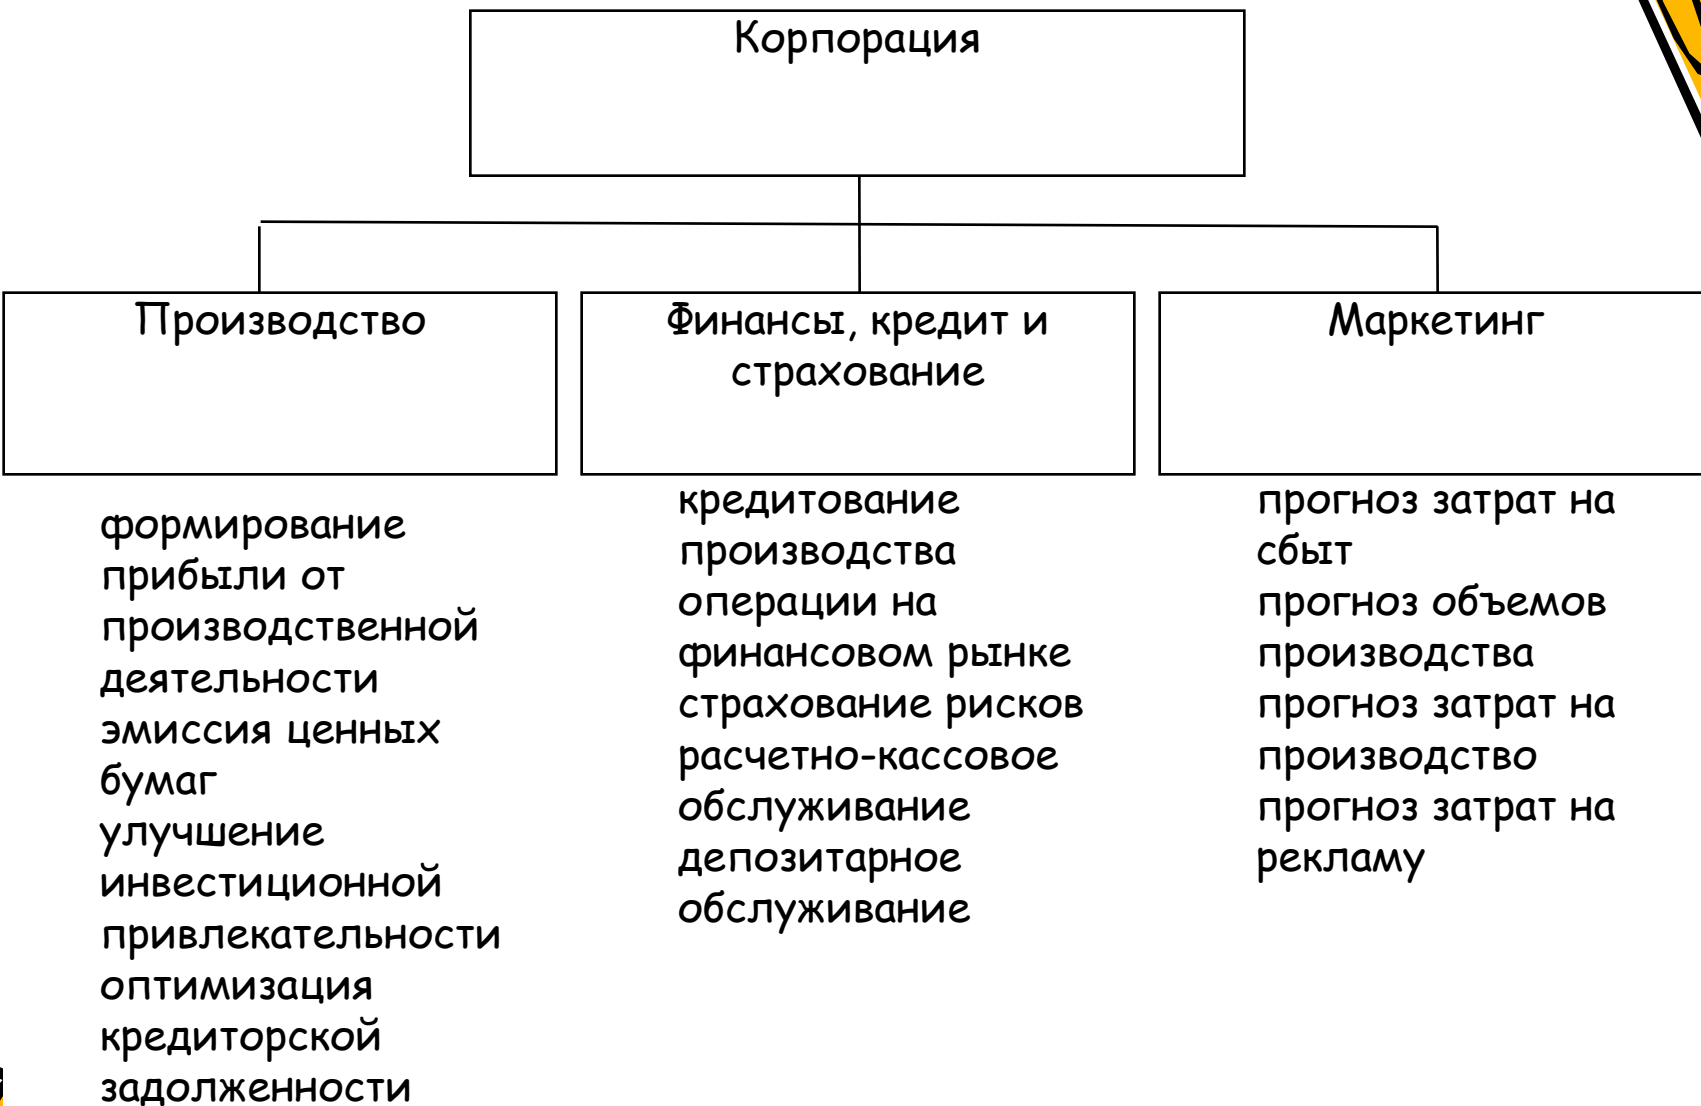 Корпорация
Производство
формирование
прибыли от
производственной
деятельности
эмиссия ценных
бумаг
улучшение
инвестиционной
привлекательности
оптимизация
кредиторской
задолженности
Финансы, кредит и
страхование
кредитование
производства
операции на
финансовом рынке
страхование рисков
расчетно-кассовое
обслуживание
депозитарное
обслуживание
Маркетинг
прогноз затрат на
сбыт
прогноз объемов
производства
прогноз затрат на
производство
прогноз затрат на
рекламу